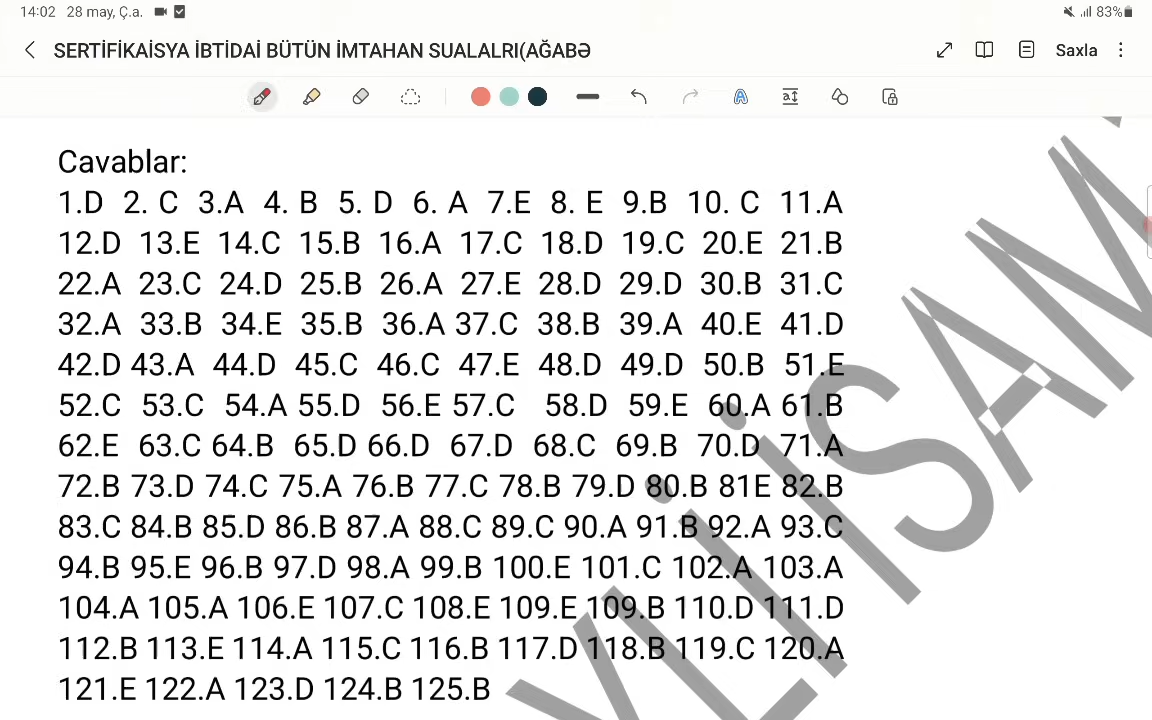 14:02 28 may, Ç.a. 83%
SERTİFİKAİSYA İBTİDAİ BÜTÜN İMTAHAN SUALALRI(AĞABƏ Saxla
Cavablar:
1.D 2. C 3.A 4. B 5. D 6. A 7.E 8. E 9.B 10. C 11.A
12.D 13.E 14.C 15.B 16.A 17.C 18.D 19.C 20.E 21.B
22.A 23.C 24.D 25.B 26.A 27.E 28.D 29.D 30.B 31.C
32.A 33.B 34.E 35.B 36.A 37.C 38.B 39.A 40.E 41.D
42.D 43.A 44.D 45.C 46.C 47.E 48.D 49.D 50.B 51.E
52.C 53.C 54.A 55.D 56.E 57.C 58.D 59.E 60.A 61.B
62.E 63.C 64.B 65.D 66.D 67.D 68.C 69.B 70.D 71.A
72.B 73.D 74.C 75.A 76.B 77.C 78.B 79.D 80.B 81E 82.B
83.C 84.B 85.D 86.B 87.A 88.C 89.C 90.A 91.B 92.A 93.C
94.B 95.E 96.B 97.D 98.A 99.B 100.E 101.C 102.A 103.A
104.A 105.A 106.E 107.C 108.E 109.E 109.B 110.D 111.D
112.B 113.E 114.A 115.C 116.B 117.D 118.B 119.C 120.A
121.E 122.A 123.D 124.B 125.B
YLİ İSAM